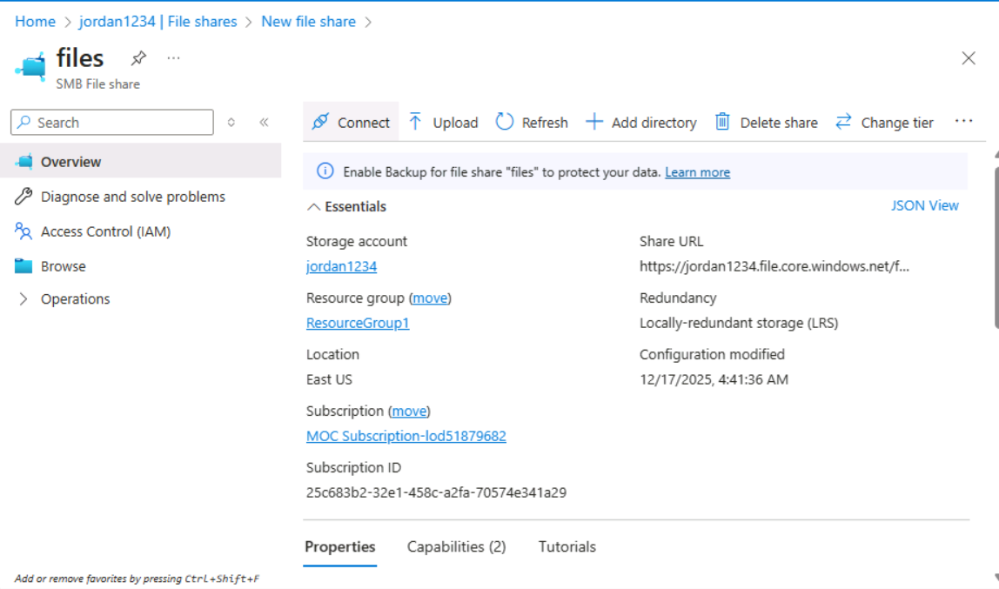 Home > jordan1234 | File shares > New file share >
files ...
SMB File share
Search
Connect Upload Refresh Add directory Delete share Change tier ...
Overview
Diagnose and solve problems
Access Control (IAM)
Browse
Operations
Enable Backup for file share "files" to protect your data. Learn more
Essentials
JSON View
Storage account
jordan1234
Resource group (move)
ResourceGroup1
Location
East US
Subscription (move)
MOC Subscription-lod51879682
Subscription ID
25c683b2-32e1-458c-a2fa-70574e341a29
Share URL
https://jordan1234.file.core.windows.net/f...
Redundancy
Locally-redundant storage (LRS)
Configuration modified
12/17/2025, 4:41:36 AM
Properties Capabilities (2) Tutorials
Add or remove favorites by pressing Ctrl+Shift+F